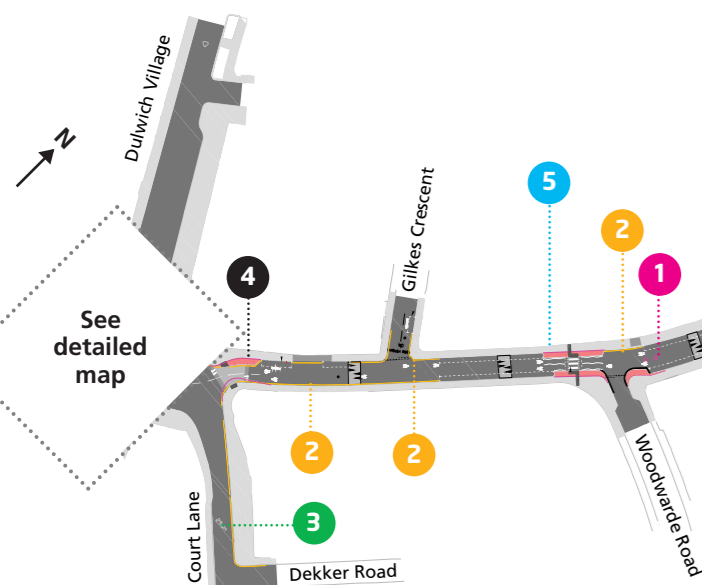 Dulwich Village
N
Gilkes Crescent
5
2
1
4
See
detailed
map
2
2
Woodwarde Road
3
Court Lane
Dekker Road